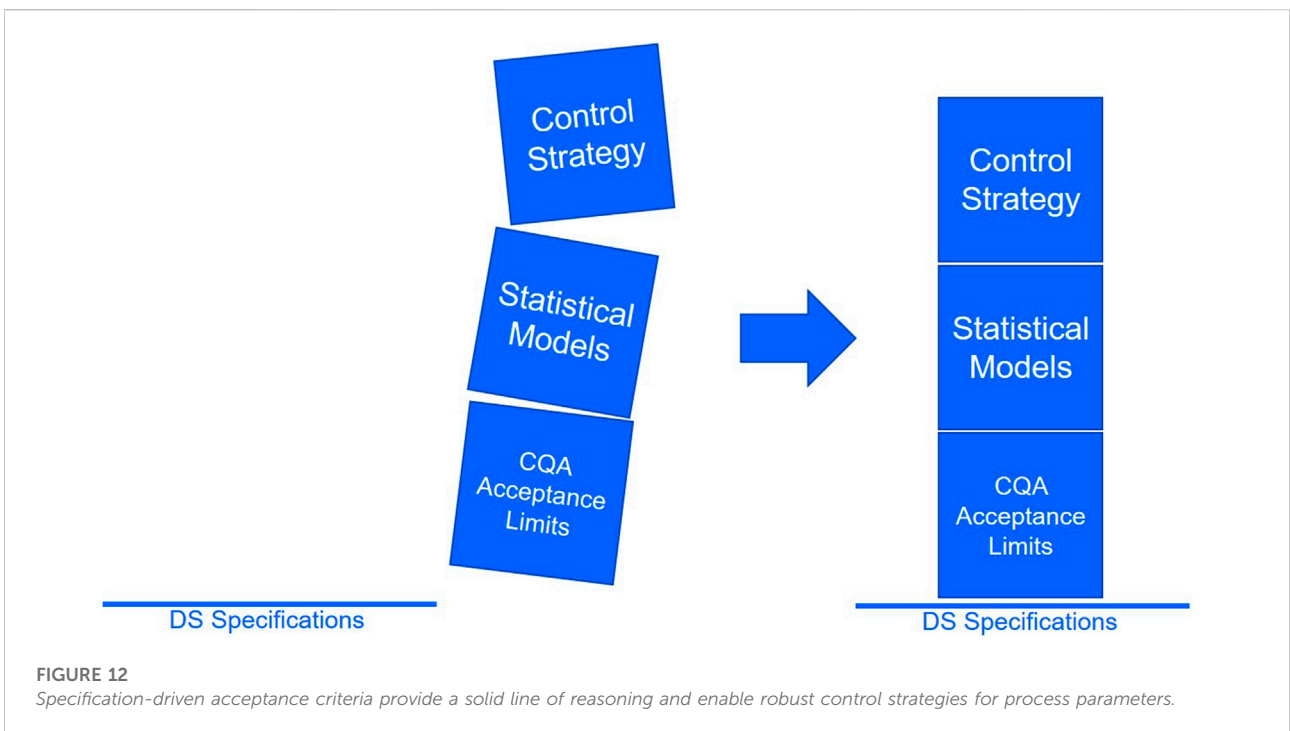 Control
Strategy
Statistical
Models
CQA
Acceptance
Limits
DS Specifications
Control
Strategy
Statistical
Models
CQA
Acceptance
Limits
DS Specifications
FIGURE 12
Specification-driven acceptance criteria provide a solid line of reasoning and enable robust control strategies for process parameters.